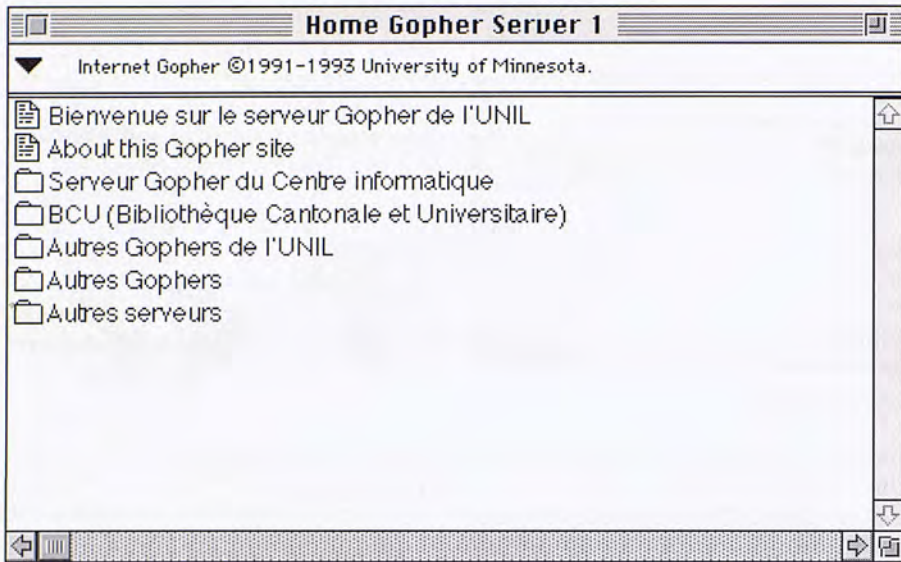 Home Gopher Server 1
Internet Gopher ©1991-1993 University of Minnesota.
Bienvenue sur le serveur Gopher de l'UNIL
About this Gopher site
Serveur Gopher du Centre informatique
BCU (Bibliothèque Cantonale et Universitaire)
Autres Gophers de l'UNIL
Autres Gophers
Autres serveurs